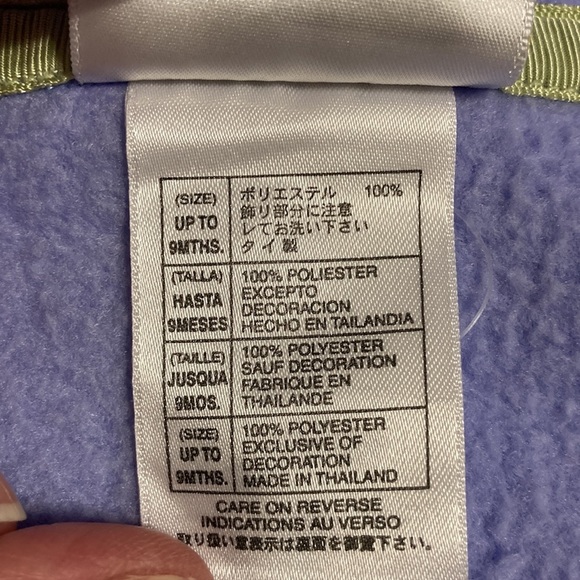 (SIZE)
UP TO
9MTHS.
ポリエステル 100%
飾り部分に注意
してお洗い下さい
タイ製
(TALLA)
HASTA
9MESES
100% POLIESTER
EXCEPTO
DECORACION
HECHO EN TAILANDIA
(TAILLE)
JUSQUA
9MOS.
100% POLYESTER
SAUF DECORATION
FABRIQUE EN
THAILANDE
(SIZE)
UP TO
9MTHS.
100% POLYESTER
EXCLUSIVE OF
DECORATION
MADE IN THAILAND
CARE ON REVERSE
INDICATIONS AU VERSO
取り扱い意表示は裏面を御覧下さい。